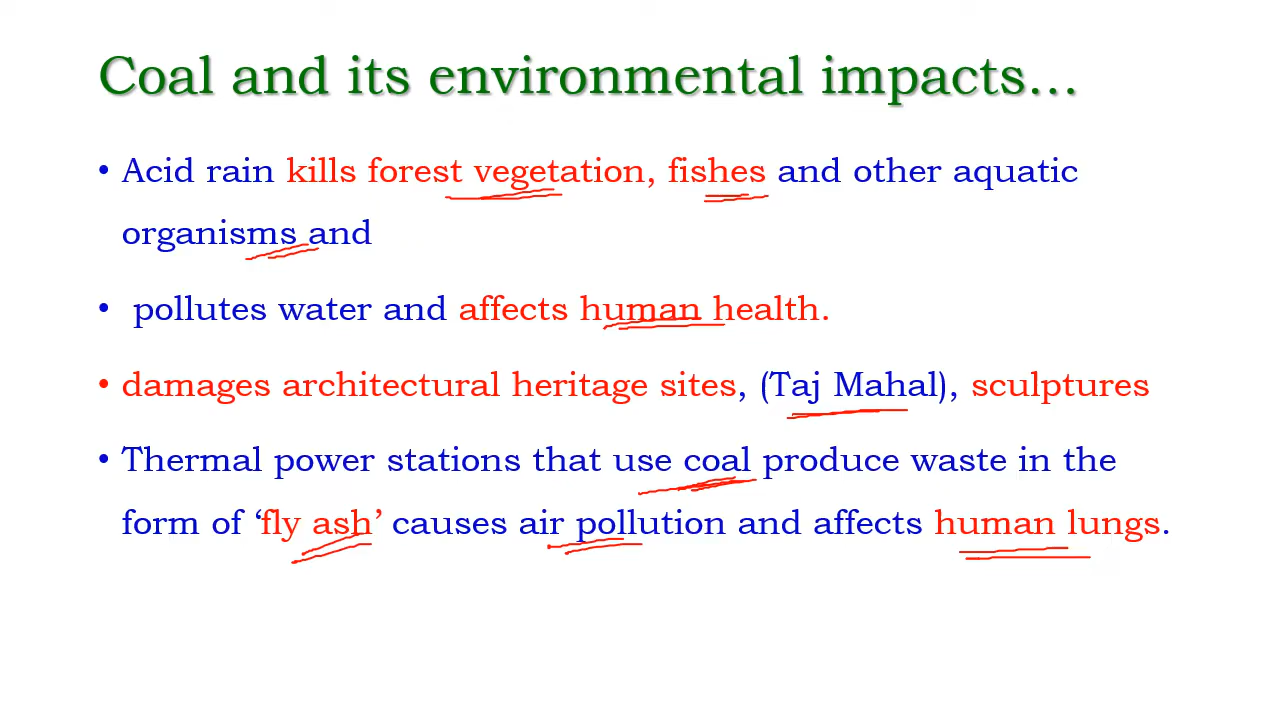 Coal and its environmental impacts...
• Acid rain kills forest vegetation, fishes and other aquatic
organisms and
• pollutes water and affects human health.
• damages architectural heritage sites, (Taj Mahal), sculptures
• Thermal power stations that use coal produce waste in the
form of ‘fly ash’ causes air pollution and affects human lungs.